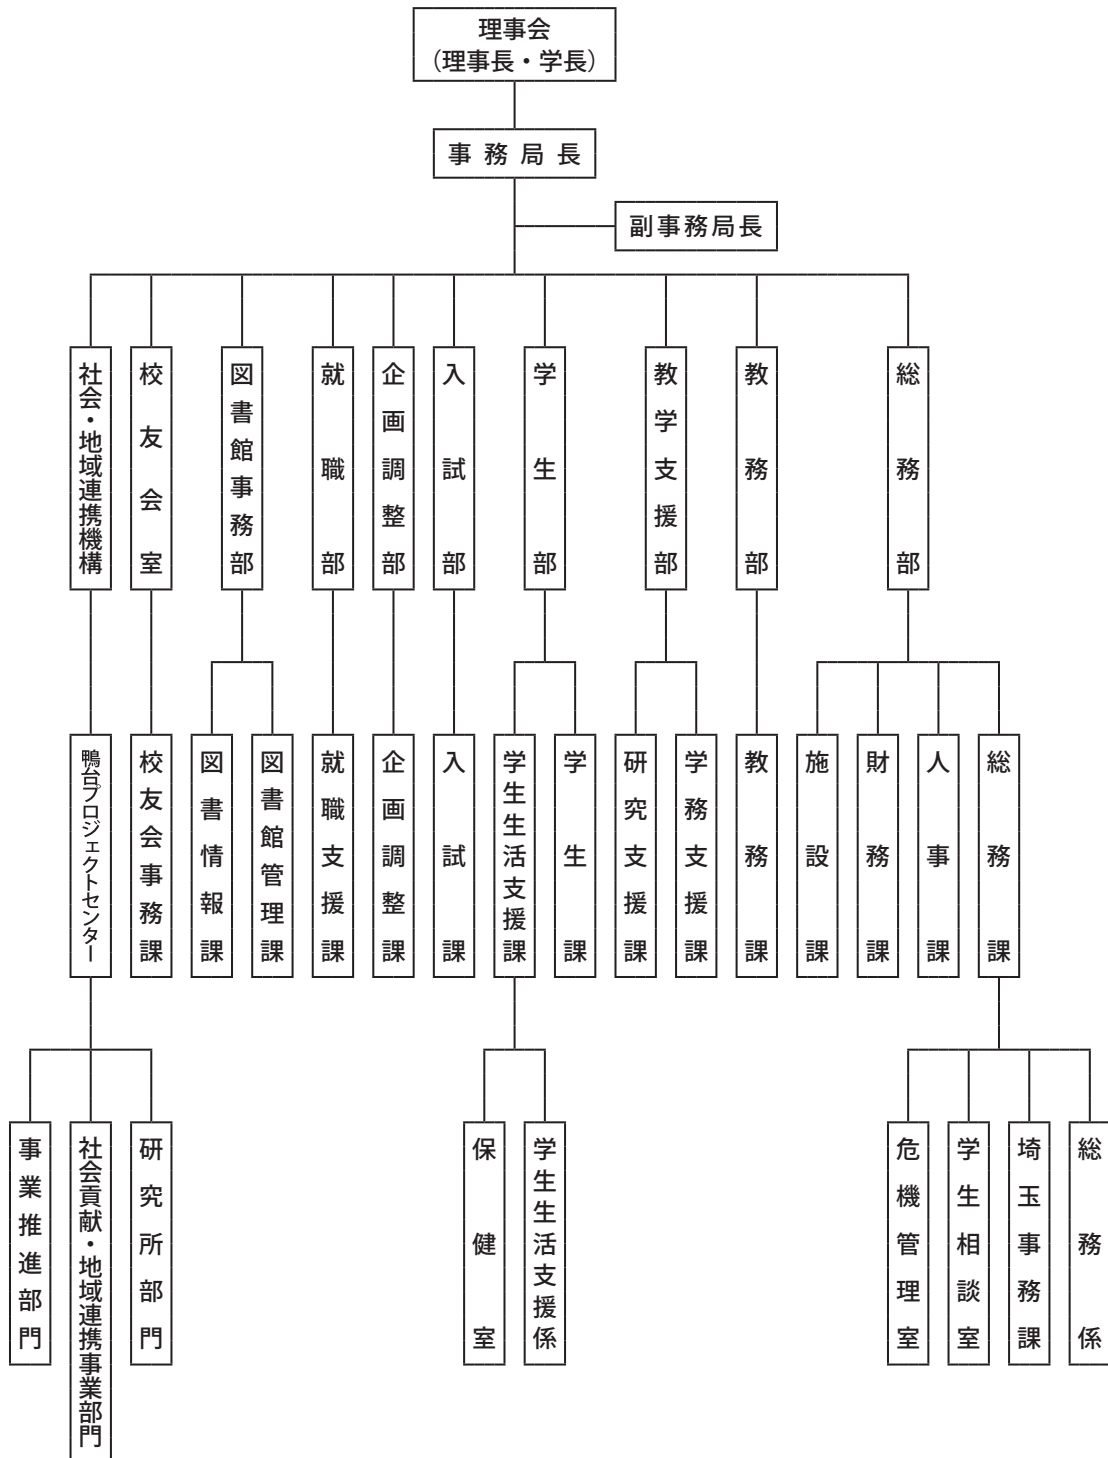 理事会
（理事長・学長）
事務局長
副事務局長
社会・地域連携機構
校友会室
図書館事務部
就職部
企画調整部
入試部
学生部
教学支援部
教務部
総務部
鴨台プロジェクトセンター
校友会事務課
図書情報課
図書館管理課
就職支援課
企画調整課
入試課
学生生活支援課
学生課
研究支援課
学務支援課
教務課
施設課
財務課
人事課
総務課
事業推進部門
社会貢献・地域連携事業部門
研究所部門
保健室
学生生活支援係
危機管理室
学生相談室
埼玉事務課
総務係